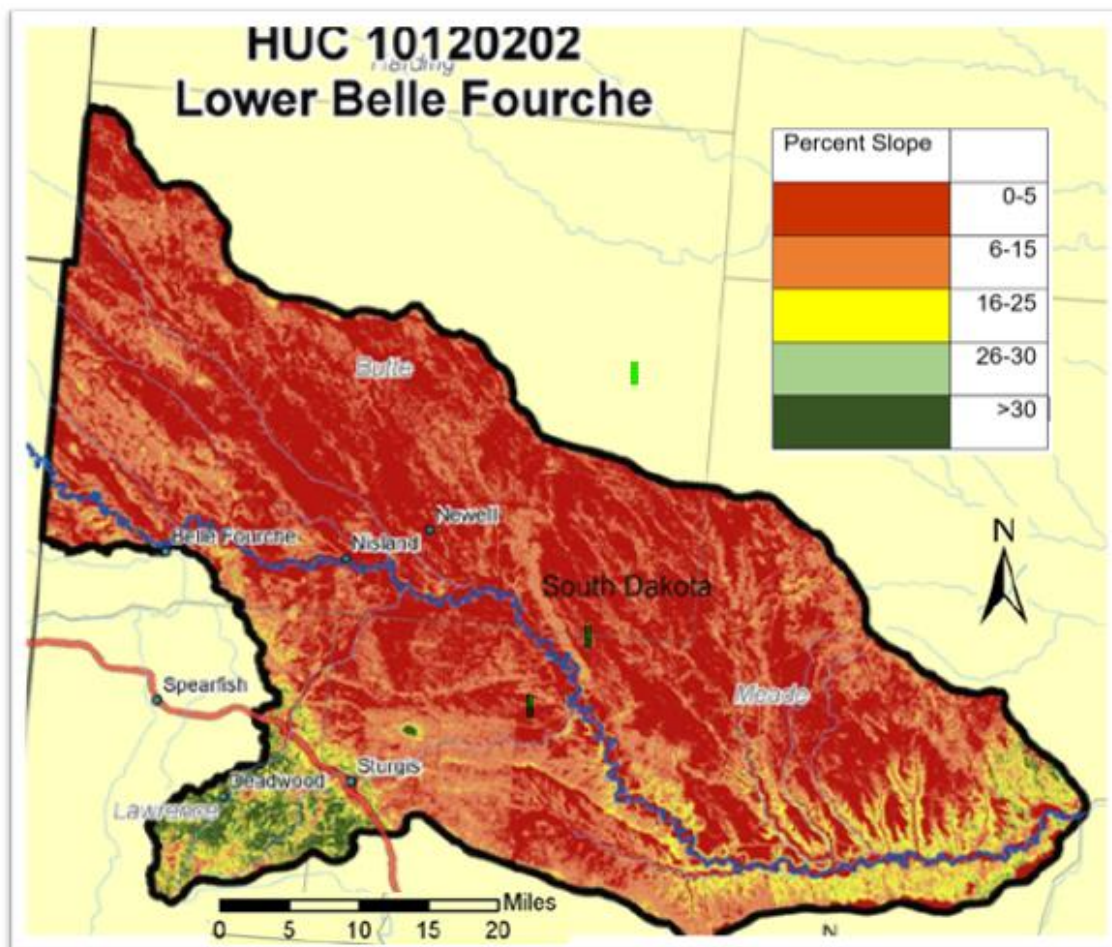 HUC 10120202
Harding
Lower Belle Fourche
Percent Slope
0-5
6-15
16-25
26-30
>30
Butte
Newell
Belle Fourche
Nisland
N
South Dakota
Spearfish
Meade
Deadwood
Sturgis
Lawrence
Miles
0 5 10 15 20
N